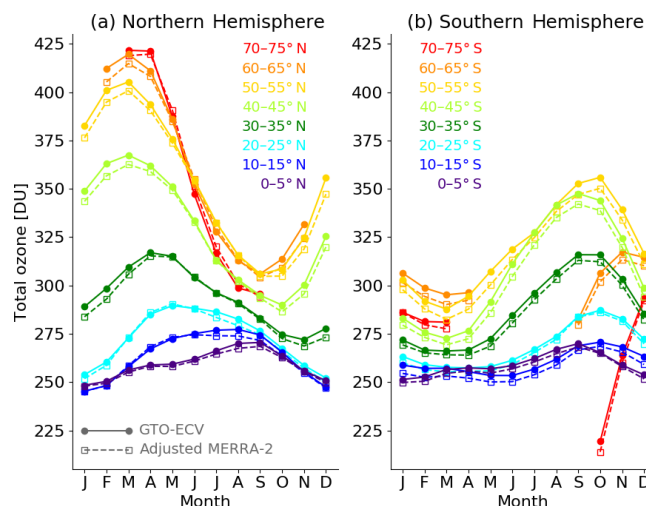 (a) Northern Hemisphere
(b) Southern Hemisphere
Total ozone [DU]
425
400
375
350
325
300
275
250
225
70–75° N
60–65° N
50–55° N
40–45° N
30–35° N
20–25° N
10–15° N
0–5° N
GTO-ECV
Adjusted MERRA-2
J F M A M J J A S O N D
Month
425
400
375
350
325
300
275
250
225
70–75° S
60–65° S
50–55° S
40–45° S
30–35° S
20–25° S
10–15° S
0–5° S
J F M A M J J A S O N D
Month